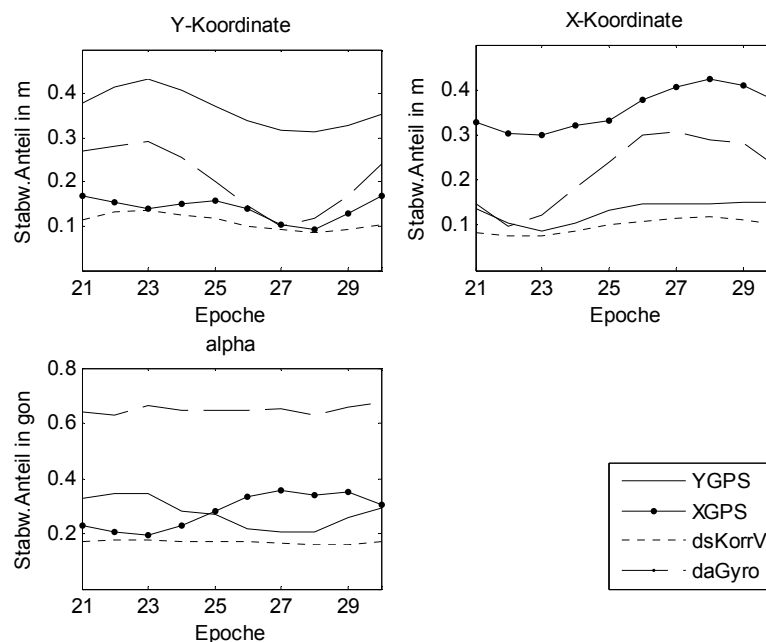 Y-Koordinate
Stabw.Anteil in m
0.4
0.3
0.2
0.1
21 23 25 27 29
Epoche
X-Koordinate
Stabw.Anteil in m
0.4
0.3
0.2
0.1
21 23 25 27 29
Epoche
alpha
Stabw.Anteil in gon
0.8
0.6
0.4
0.2
21 23 25 27 29
Epoche
YGPS
XGPS
dsKorrV
daGyro